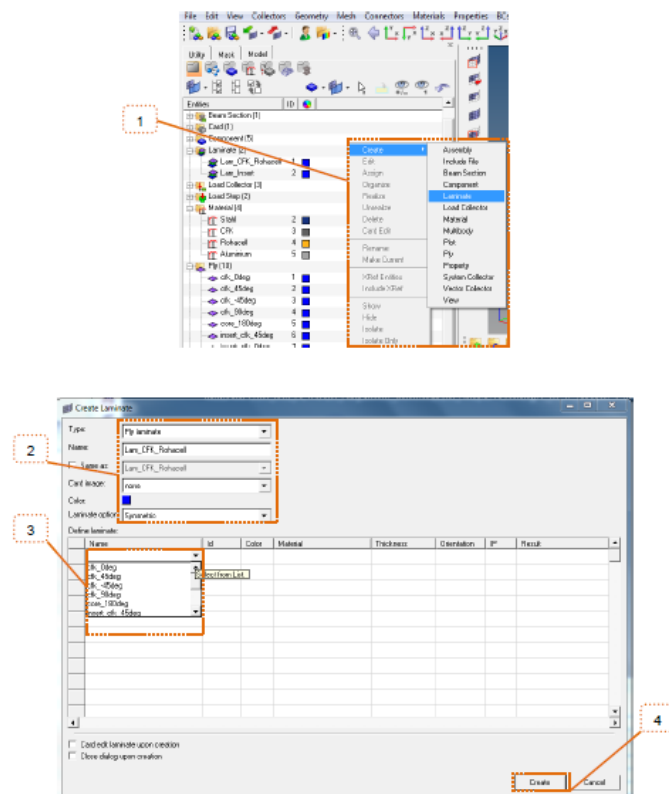 File Edit View Collectors Geometry Mesh Connectors Materials Properties BCs
Utility Mask Model
Entities ID
Beam Section (1)
Card (1)
Component (5)
Laminate (2)
Lam_CFK_Rohacell 1
Lam_Insert 2
Load Collector (3)
Load Step (2)
Material (4)
Stahl 2
CFK 3
Rohacell 4
Aluminium 5
Ply (10)
cfk_0deg 1
cfk_45deg 2
cfk_-45deg 3
cfk_90deg 4
core_180deg 5
insert_cfk_45deg 6
insert_cfk_0deg 7
1
Create
Edit
Assign
Organize
Realize
Unrealize
Delete
Card Edit
Rename
Make Current
XRef Entities
Include XRef
Show
Hide
Isolate
Isolate Only
Assembly
Include File
Beam Section
Component
Laminate
Load Collector
Material
Multibody
Plot
Ply
Property
System Collector
Vector Collector
View
Create Laminate
Type: Ply laminate
2
Name: Lam_CFK_Rohacell
Same as: Lam_CFK_Rohacell
Card image: none
Color:
Laminate option: Symmetric
3
Define laminate:
Name Id Color Material Thickness Orientation IP Result
cfk_0deg
cfk_45deg
cfk_-45deg
cfk_90deg
core_180deg
insert_cfk_45deg
Select from List.
4
Card edit laminate upon creation
Close dialog upon creation
Create Cancel